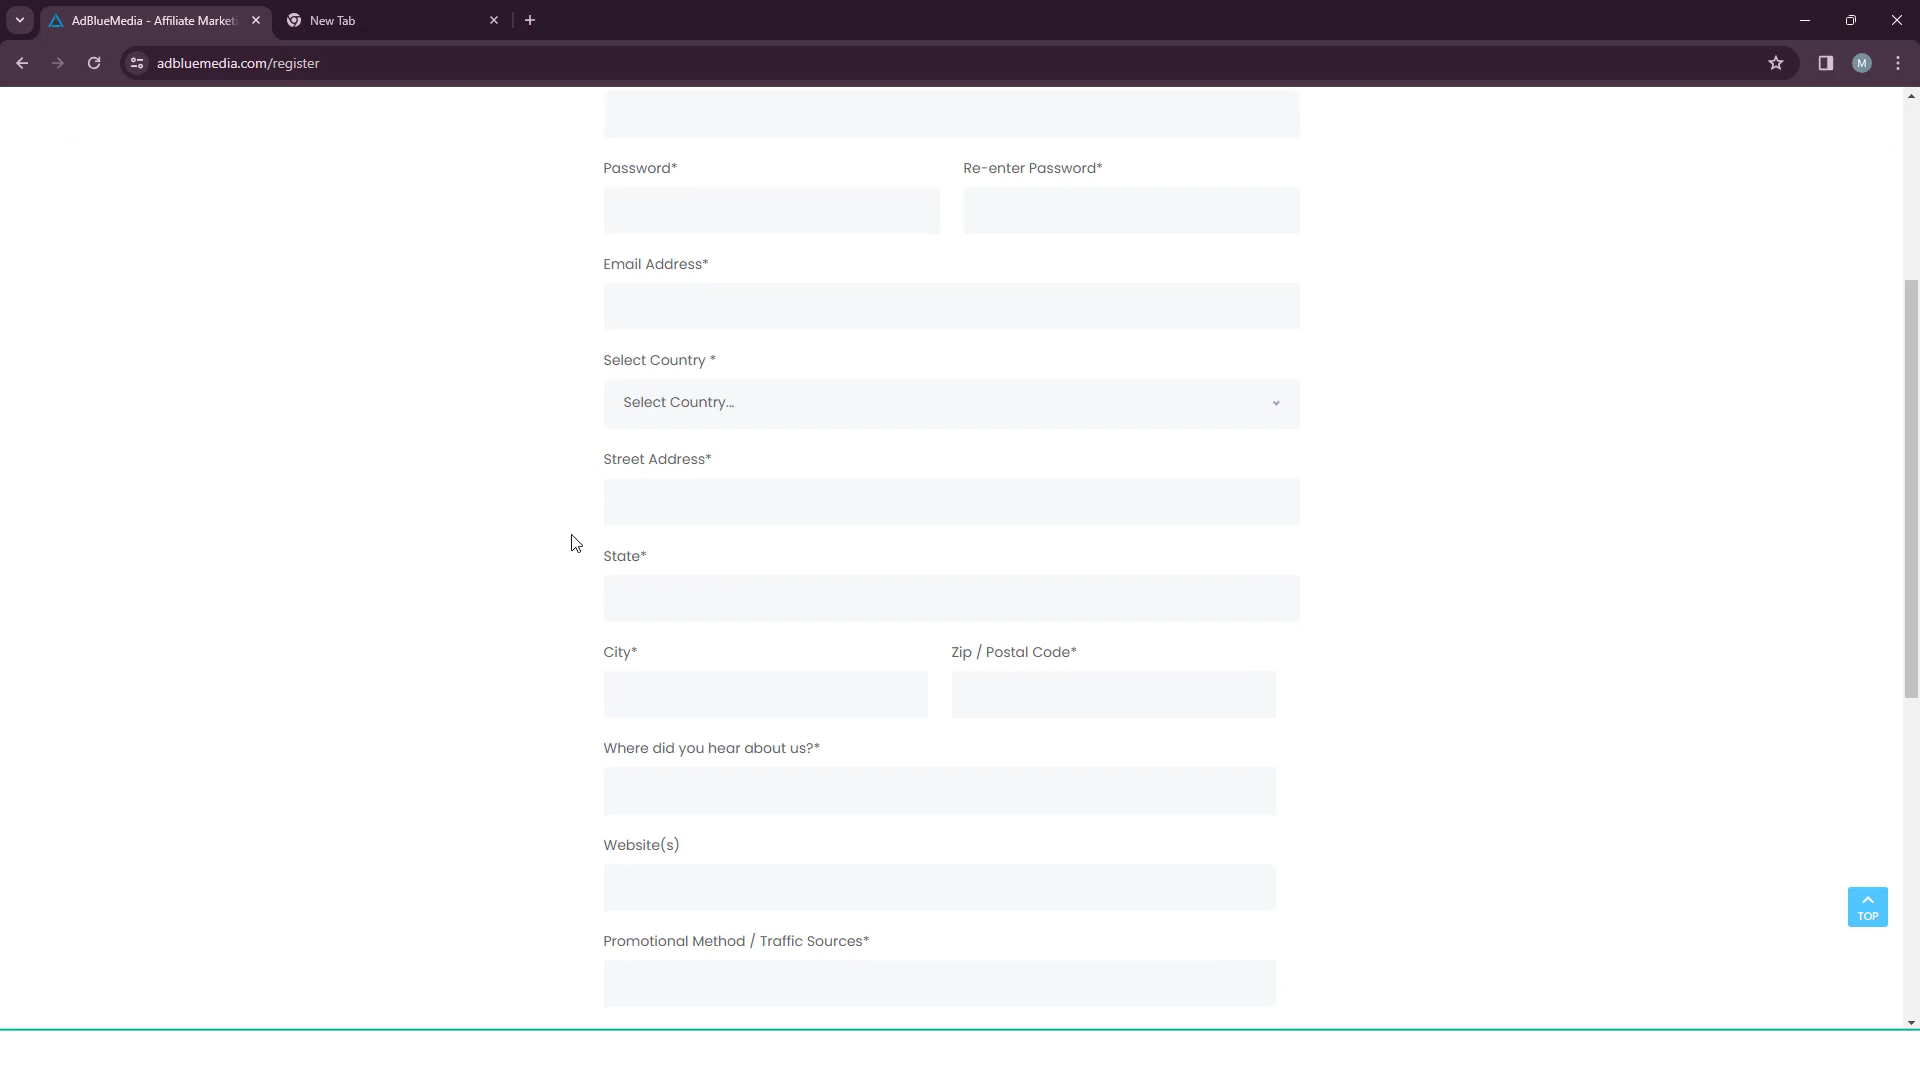 AdBlueMedia - Affiliate Market
New Tab
adbluemedia.com/register
M
Password*
Re-enter Password*
Email Address*
Select Country *
Select Country...
Street Address*
State*
City*
Zip / Postal Code*
Where did you hear about us?*
Website(s)
TOP
Promotional Method / Traffic Sources*